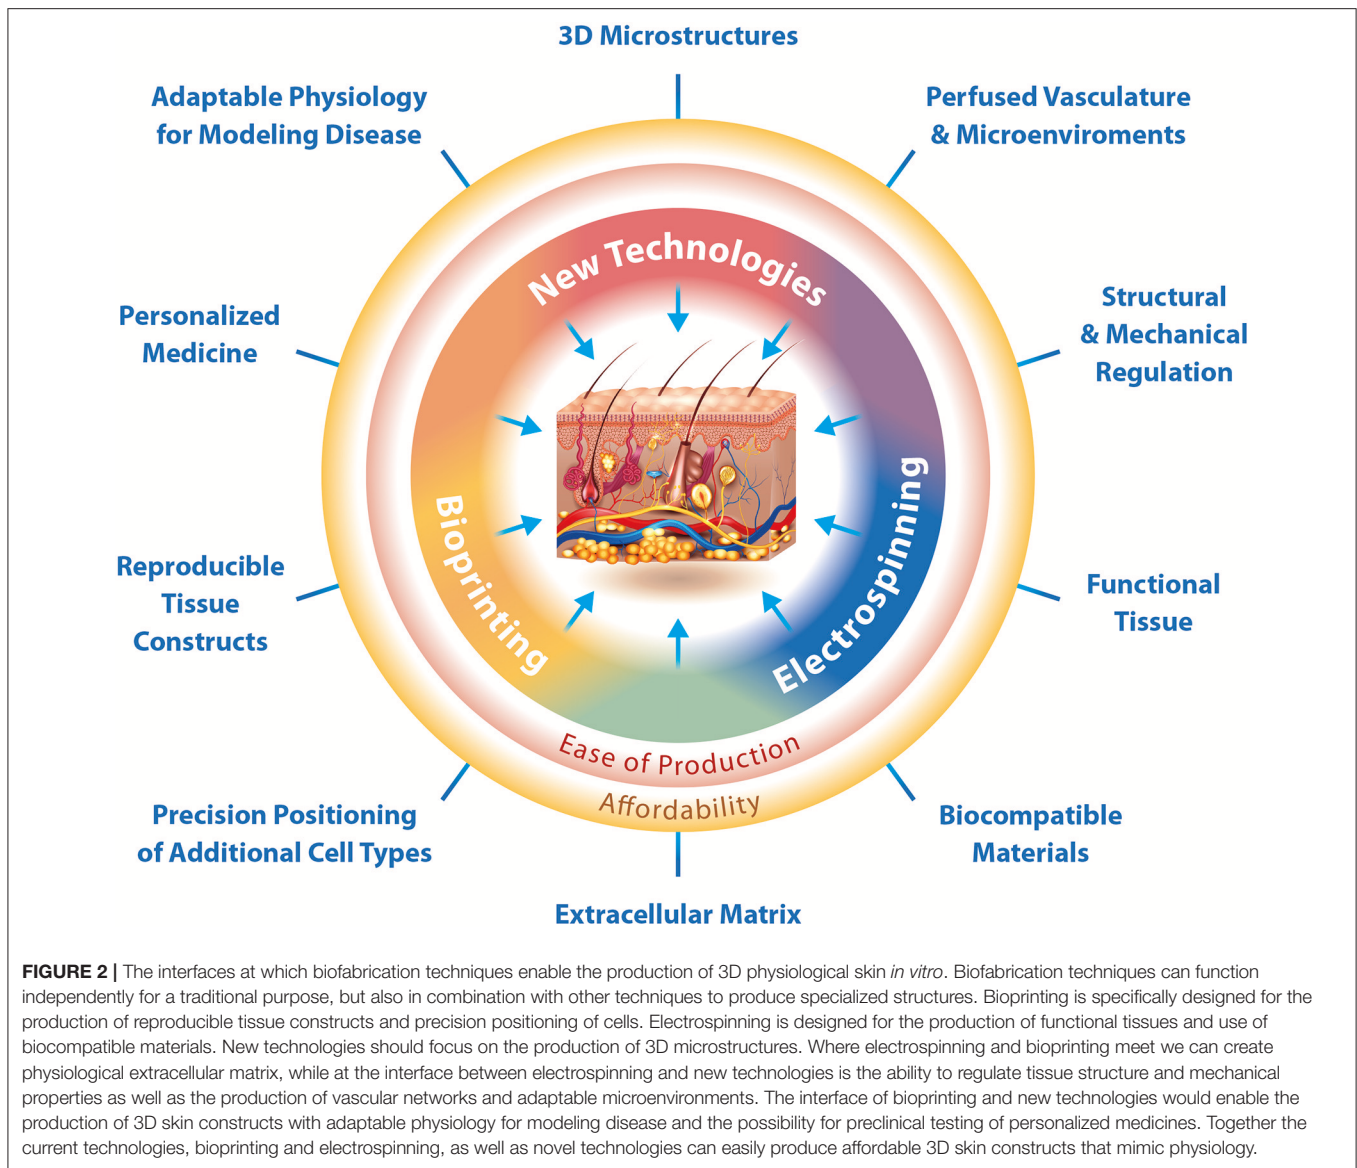 3D Microstructures
Adaptable Physiology
for Modeling Disease
Perfused Vasculature
& Microenviroments
Personalized
Medicine
Structural
& Mechanical
Regulation
New Technologies
Bioprinting
Electrospinning
Reproducible
Tissue
Constructs
Functional
Tissue
Ease of Production
Affordability
Precision Positioning
of Additional Cell Types
Biocompatible
Materials
Extracellular Matrix
FIGURE 2 | The interfaces at which biofabrication techniques enable the production of 3D physiological skin in vitro. Biofabrication techniques can function
independently for a traditional purpose, but also in combination with other techniques to produce specialized structures. Bioprinting is specifically designed for the
production of reproducible tissue constructs and precision positioning of cells. Electrospinning is designed for the production of functional tissues and use of
biocompatible materials. New technologies should focus on the production of 3D microstructures. Where electrospinning and bioprinting meet we can create
physiological extracellular matrix, while at the interface between electrospinning and new technologies is the ability to regulate tissue structure and mechanical
properties as well as the production of vascular networks and adaptable microenvironments. The interface of bioprinting and new technologies would enable the
production of 3D skin constructs with adaptable physiology for modeling disease and the possibility for preclinical testing of personalized medicines. Together the
current technologies, bioprinting and electrospinning, as well as novel technologies can easily produce affordable 3D skin constructs that mimic physiology.